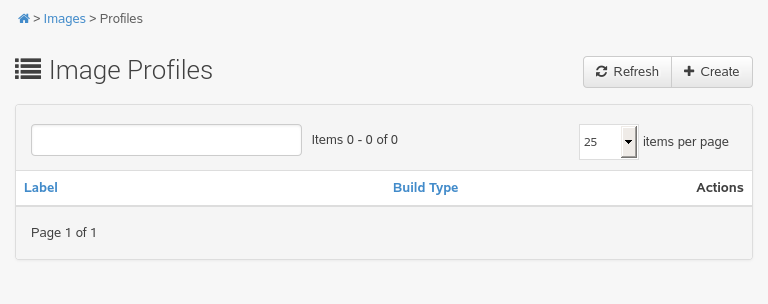 > Images > Profiles
Image Profiles
Refresh
Create
Items 0 - 0 of 0
25
items per page
Label
Build Type
Actions
Page 1 of 1